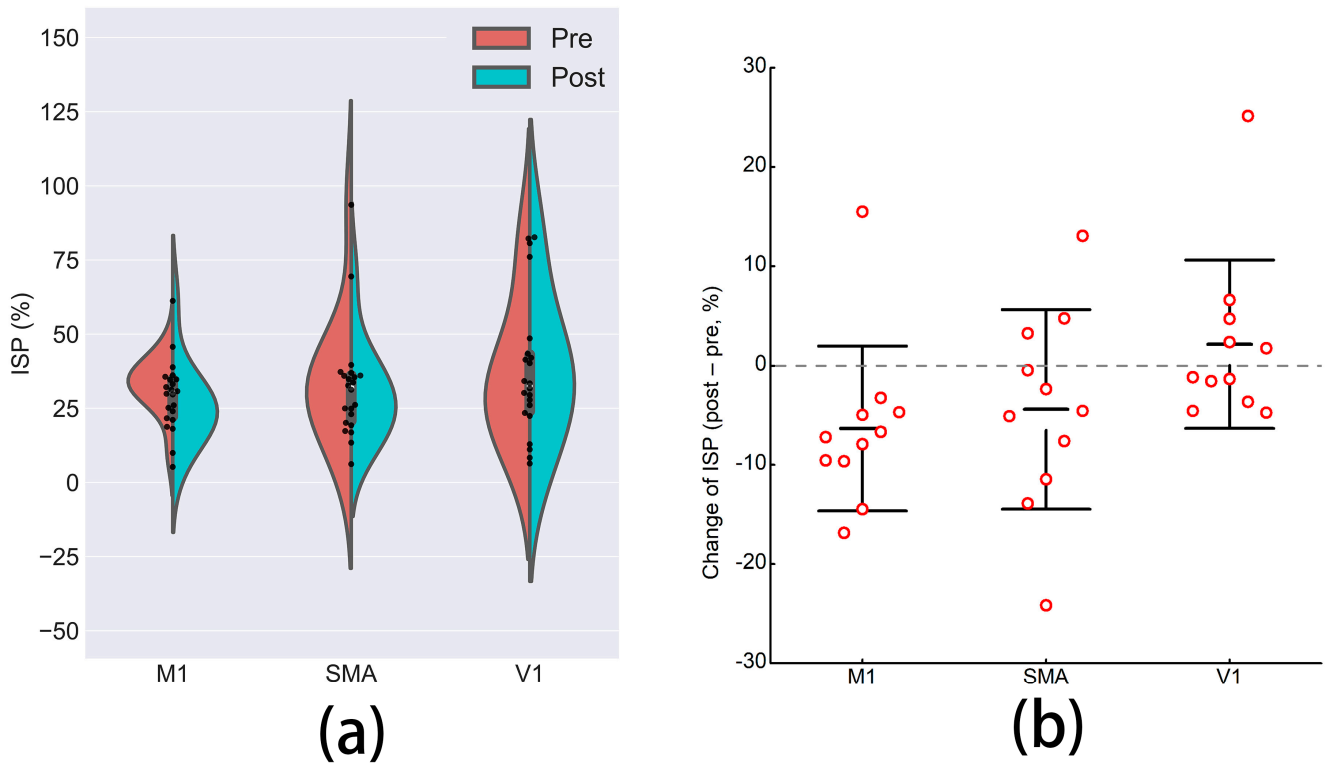 150
125
100
75
50
25
0
−25
−50
ISP (%)
Pre
Post
M1
SMA
V1
(a)
30
20
10
0
-10
-20
-30
Change of ISP (post – pre, %)
M1
SMA
V1
(b)